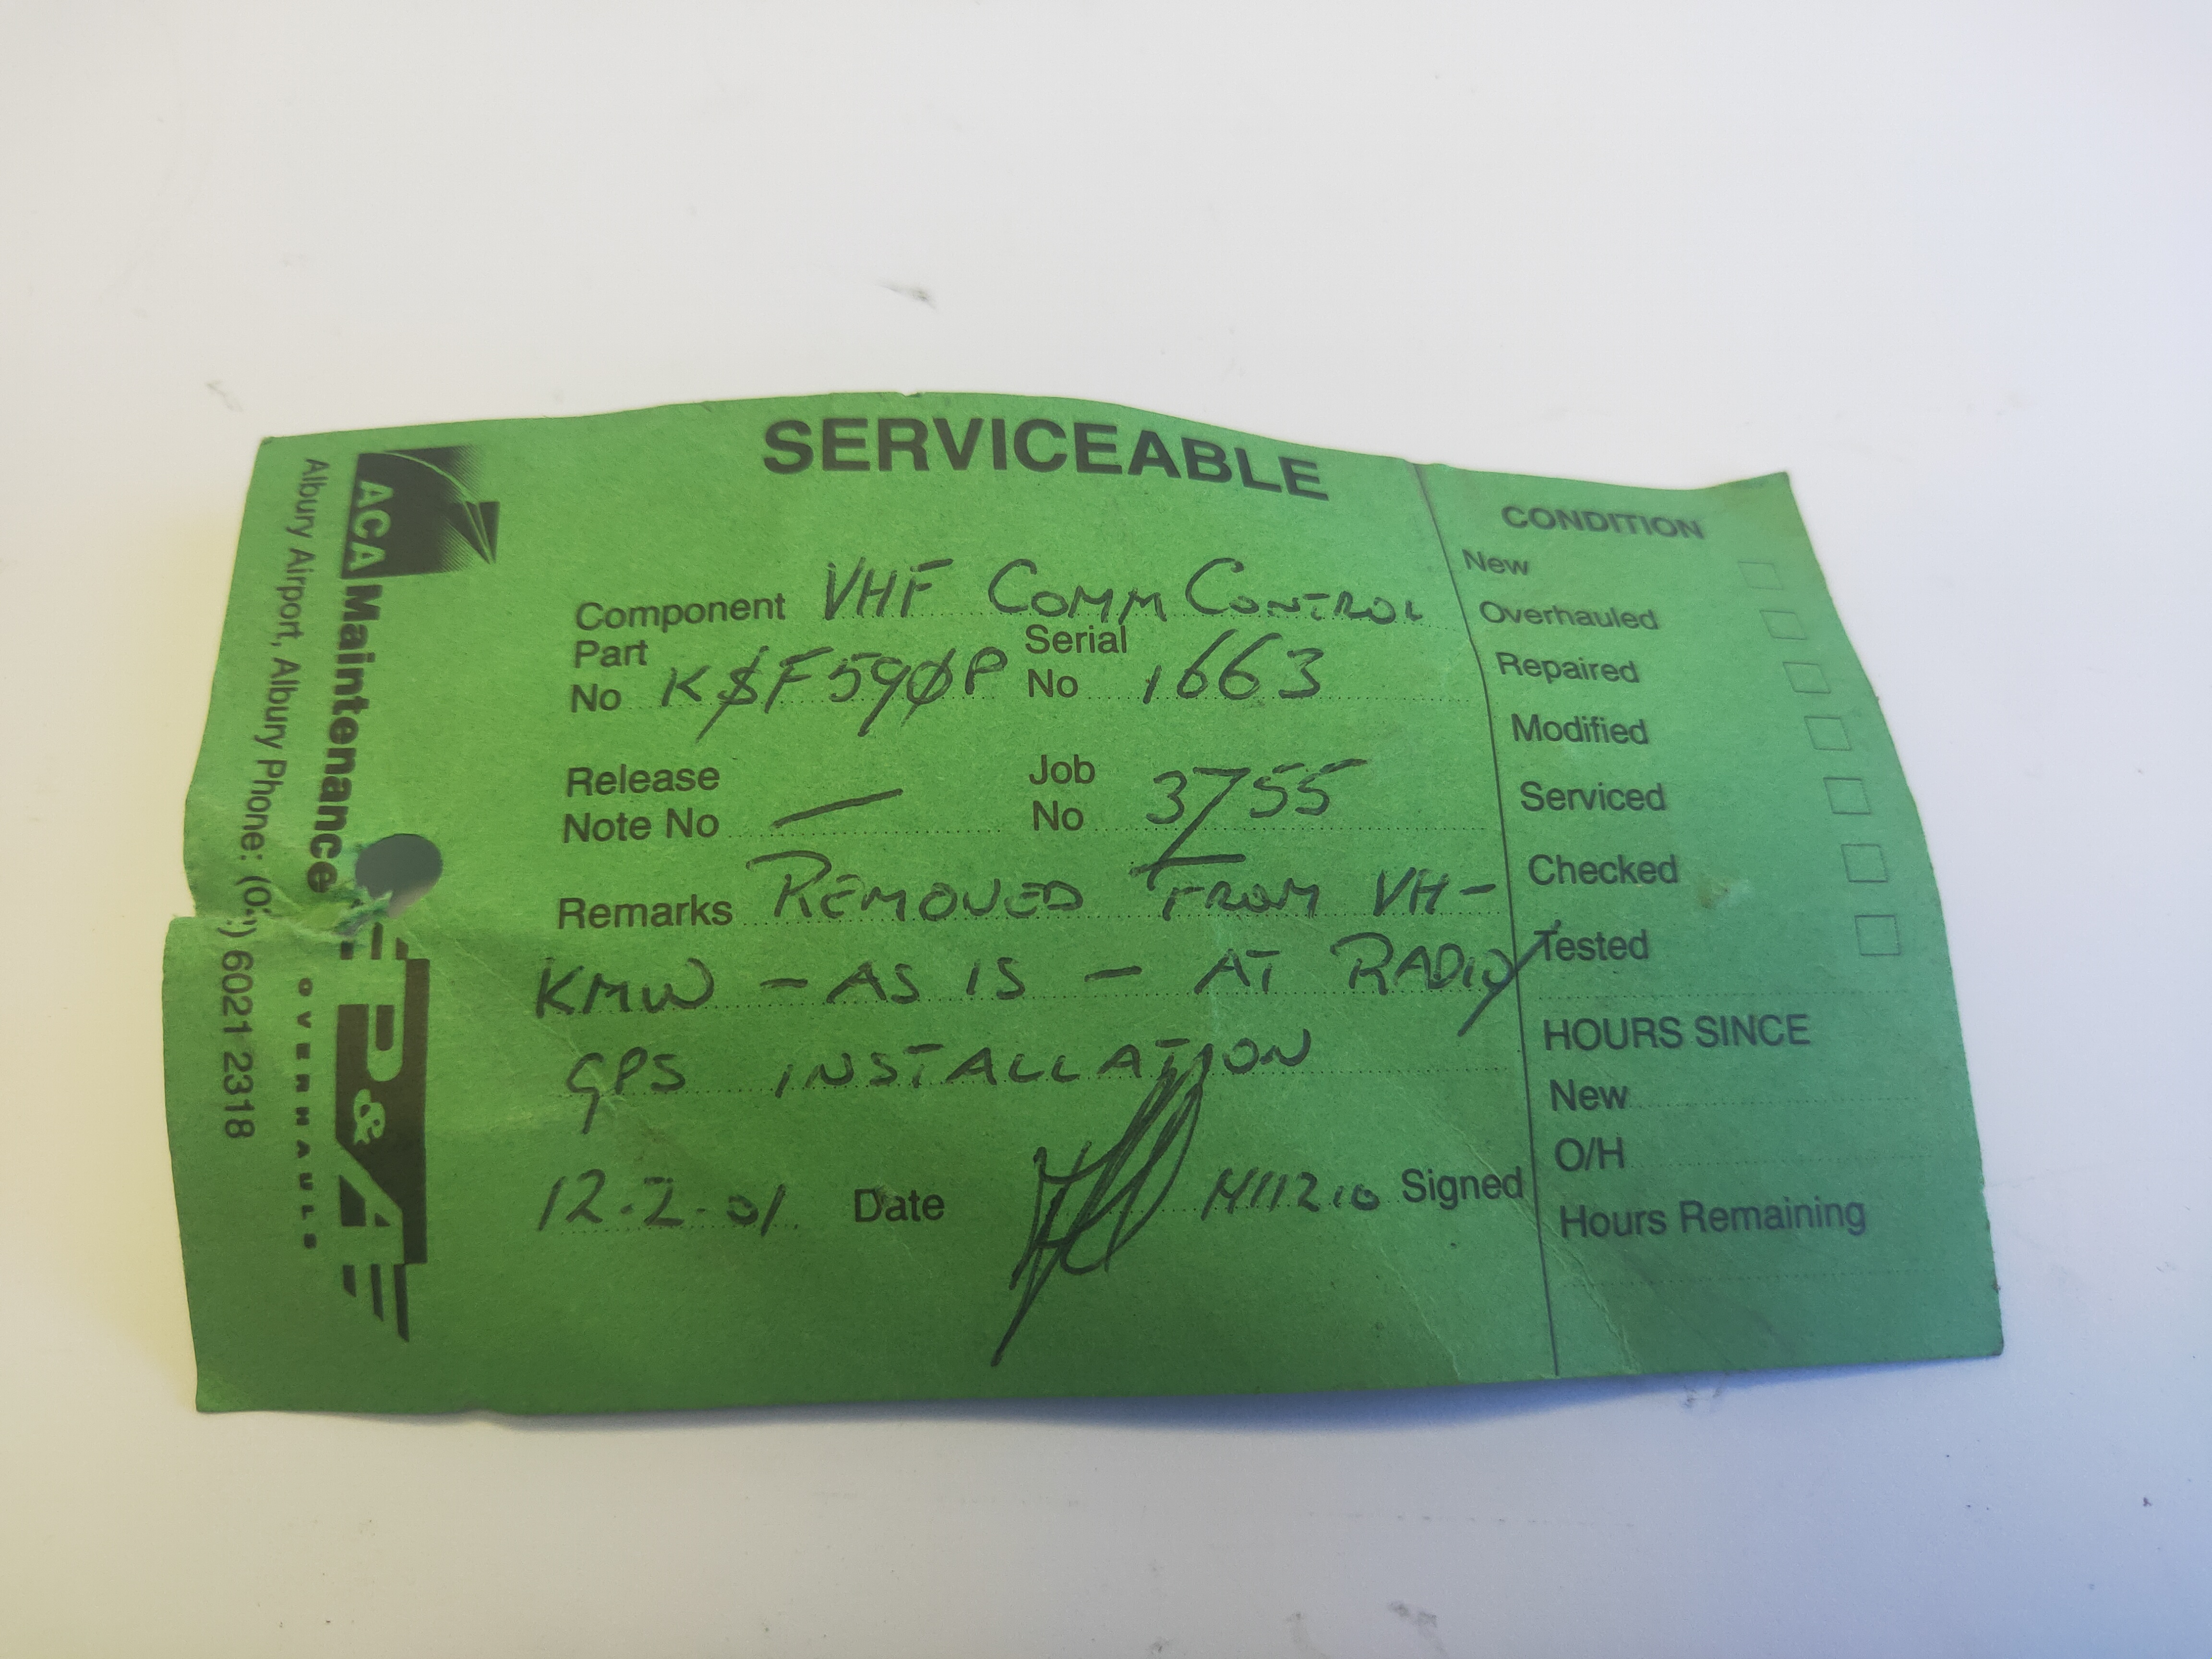 SERVICEABLE
Component VHF COMM CONTROL
Part No Serial No 1663
Release Note No — Job No 3755
Remarks REMOVED FROM VH-
KMW - AS IS - AT RADIO/
GPS INSTALLATION
12.2.01. Date Signed
CONDITION
New
Overhauled
Repaired
Modified
Serviced
Checked
Tested
HOURS SINCE
New
O/H
Hours Remaining
ACA Maintenance
P&A
OVERHAULS
Albury Airport, Albury Phone: 6021 2318